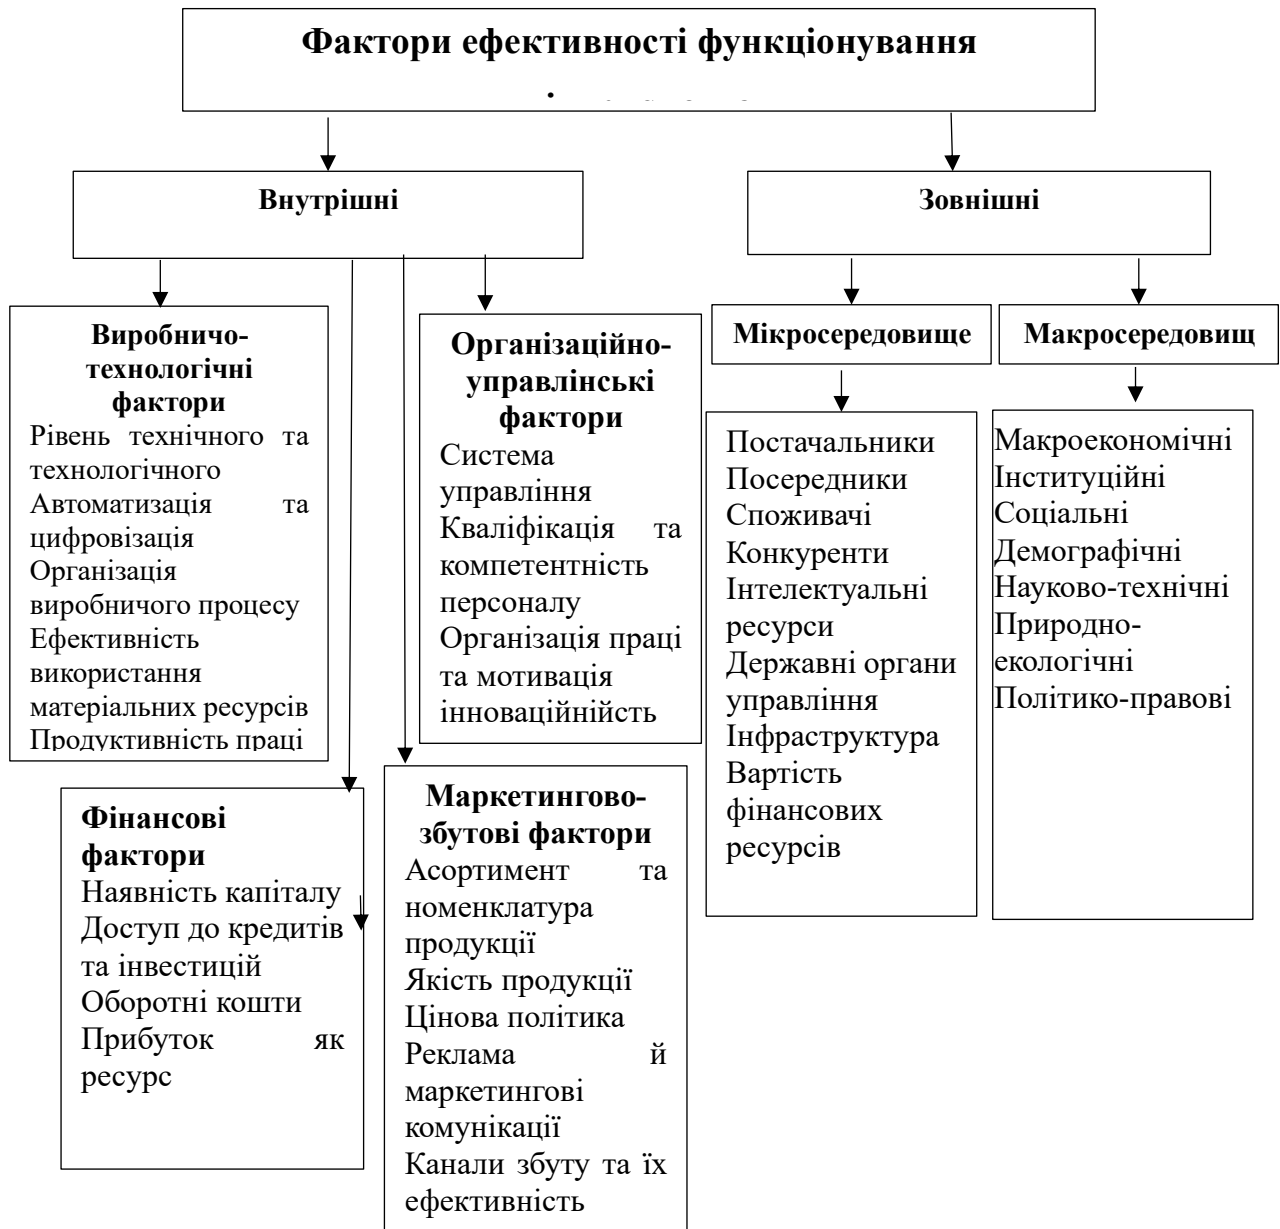 Фактори ефективності функціонування
Внутрішні
Зовнішні
Виробничо-
технологічні
фактори
Рівень технічного та
технологічного
Автоматизація та
цифровізація
Організація
виробничого процесу
Ефективність
використання
матеріальних ресурсів
Продуктивність праці
Організаційно-
управлінські
фактори
Система
управління
Кваліфікація та
компетентність
персоналу
Організація праці
та мотивація
інноваційнійсть
Мікросередовище
Макросередовищ
Постачальники
Посередники
Споживачі
Конкуренти
Інтелектуальні
ресурси
Державні органи
управління
Інфраструктура
Вартість
фінансових
ресурсів
Макроекономічні
Інституційні
Соціальні
Демографічні
Науково-технічні
Природно-
екологічні
Політико-правові
Фінансові
фактори
Наявність капіталу
Доступ до кредитів
та інвестицій
Оборотні кошти
Прибуток як
ресурс
Маркетингово-
збутові фактори
Асортимент та
номенклатура
продукції
Якість продукції
Цінова політика
Реклама й
маркетингові
комунікації
Канали збуту та їх
ефективність